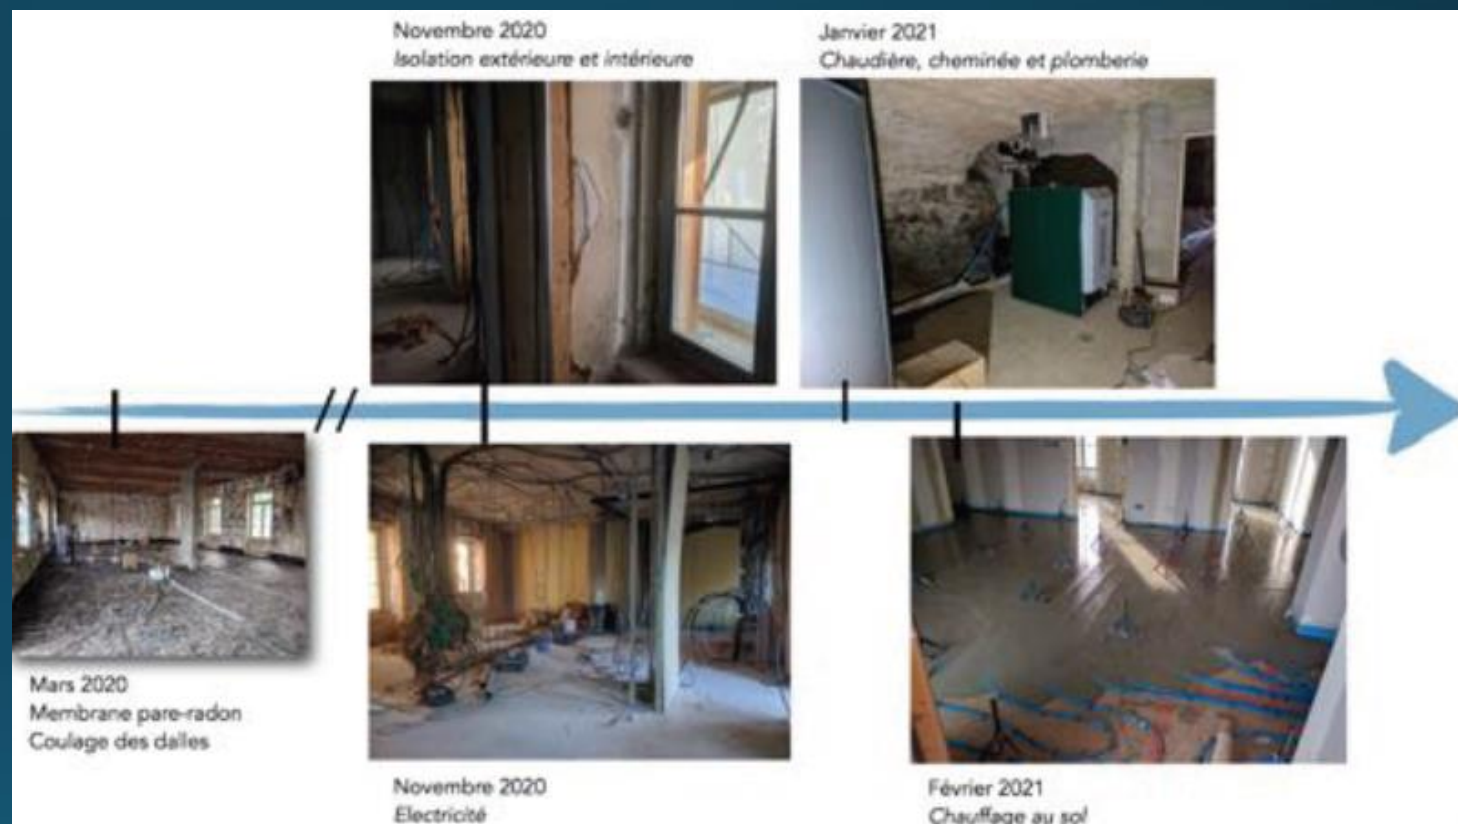 Novembre 2020
Isolation extérieure et intérieure
Janvier 2021
Chaudière, cheminée et plomberie
Mars 2020
Membrane pare-radon
Coulage des dalles
Novembre 2020
Electricité
Février 2021
Chauffage au sol